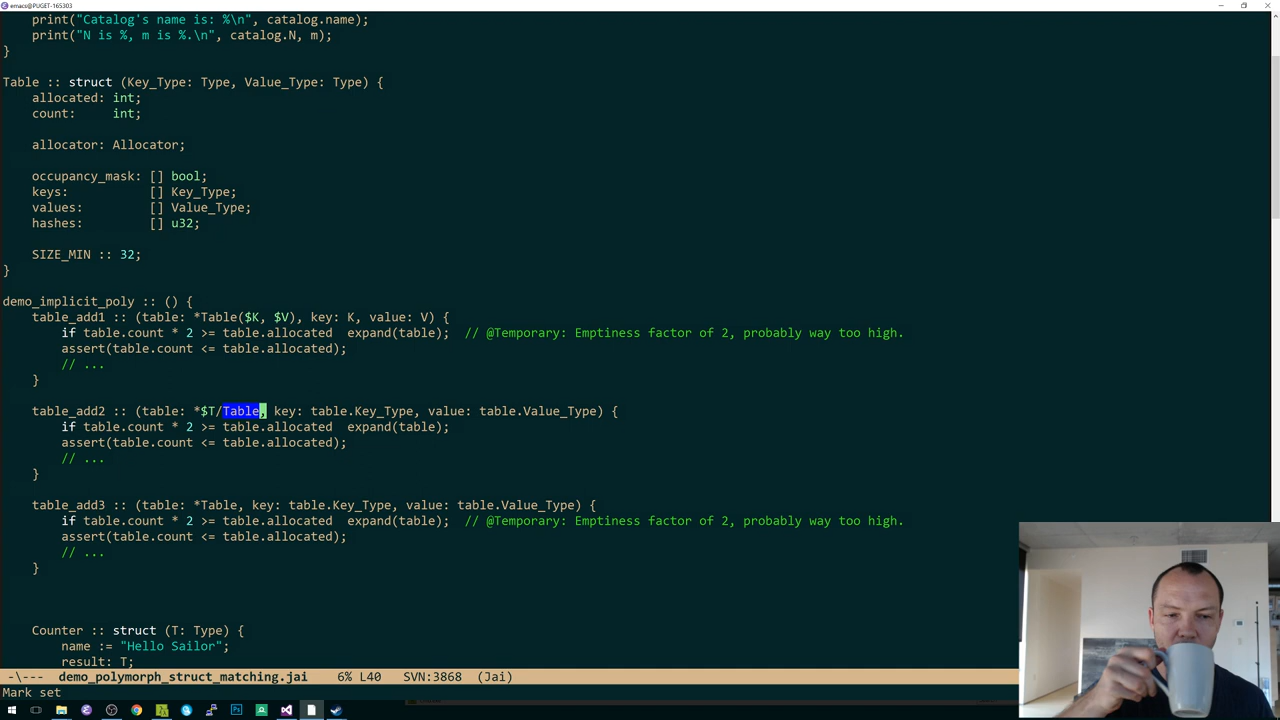 emacs@PUGET-165303
    print("Catalog's name is: %\n", catalog.name);
    print("N is %, m is %.\n", catalog.N, m);
}
Table :: struct (Key_Type: Type, Value_Type: Type) {
    allocated: int;
    count:     int;
    allocator: Allocator;
    occupancy_mask: [] bool;
    keys:           [] Key_Type;
    values:         [] Value_Type;
    hashes:         [] u32;
    SIZE_MIN :: 32;
}
demo_implicit_poly :: () {
    table_add1 :: (table: *Table($K, $V), key: K, value: V) {
        if table.count * 2 >= table.allocated  expand(table);  // @Temporary: Emptiness factor of 2, probably way too high.
        assert(table.count <= table.allocated);
        // ...
    }
    table_add2 :: (table: *$T/Table, key: table.Key_Type, value: table.Value_Type) {
        if table.count * 2 >= table.allocated  expand(table);
        assert(table.count <= table.allocated);
        // ...
    }
    table_add3 :: (table: *Table, key: table.Key_Type, value: table.Value_Type) {
        if table.count * 2 >= table.allocated  expand(table);  // @Temporary: Emptiness factor of 2, probably way too high.
        assert(table.count <= table.allocated);
        // ...
    }
    Counter :: struct (T: Type) {
        name := "Hello Sailor";
        result: T;
-\---  demo_polymorph_struct_matching.jai    6% L40   SVN:3868  (Jai)
Mark set